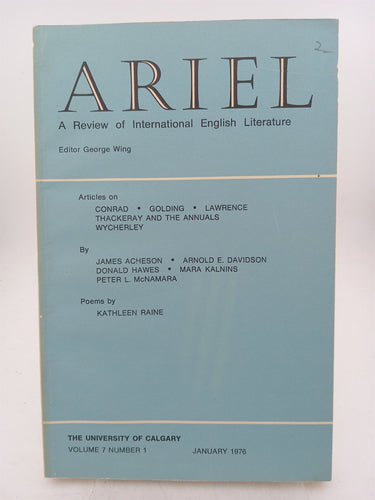 2
ARIEL
A Review of International English Literature
Editor George Wing
Articles on
CONRAD • GOLDING • LAWRENCE
THACKERAY AND THE ANNUALS
WYCHERLEY
By
JAMES ACHESON • ARNOLD E. DAVIDSON
DONALD HAWES • MARA KALNINS
PETER L. McNAMARA
Poems by
KATHLEEN RAINE
THE UNIVERSITY OF CALGARY
VOLUME 7 NUMBER 1 JANUARY 1976